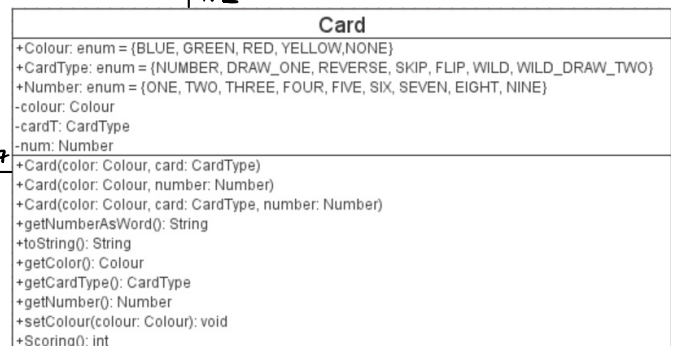 Card
+Colour: enum = {BLUE, GREEN, RED, YELLOW,NONE}
+CardType: enum = {NUMBER, DRAW_ONE, REVERSE, SKIP, FLIP, WILD, WILD_DRAW_TWO}
+Number: enum = {ONE, TWO, THREE, FOUR, FIVE, SIX, SEVEN, EIGHT, NINE}
-colour: Colour
-cardT: CardType
-num: Number
+Card(color: Colour, card: CardType)
+Card(color: Colour, number: Number)
+Card(color: Colour, card: CardType, number: Number)
+getNumberAsWord(): String
+toString(): String
+getColor(): Colour
+getCardType(): CardType
+getNumber(): Number
+setColour(colour: Colour): void
+Scoring(): int